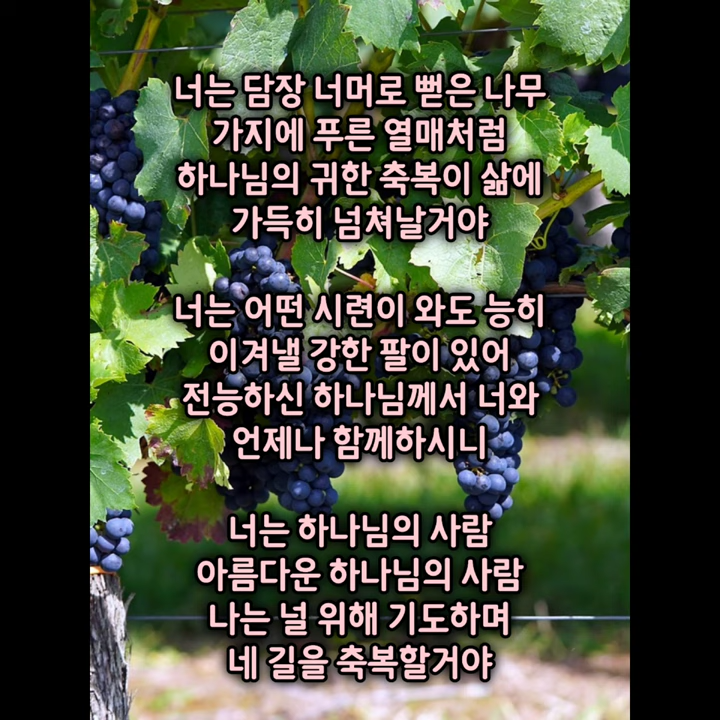 너는 담장 너머로 뻗은 나무
가지에 푸른 열매처럼
하나님의 귀한 축복이 삶에
가득히 넘쳐날거야
너는 어떤 시련이 와도 능히
이겨낼 강한 팔이 있어
전능하신 하나님께서 너와
언제나 함께하시니
너는 하나님의 사람
아름다운 하나님의 사람
나는 널 위해 기도하며
네 길을 축복할거야